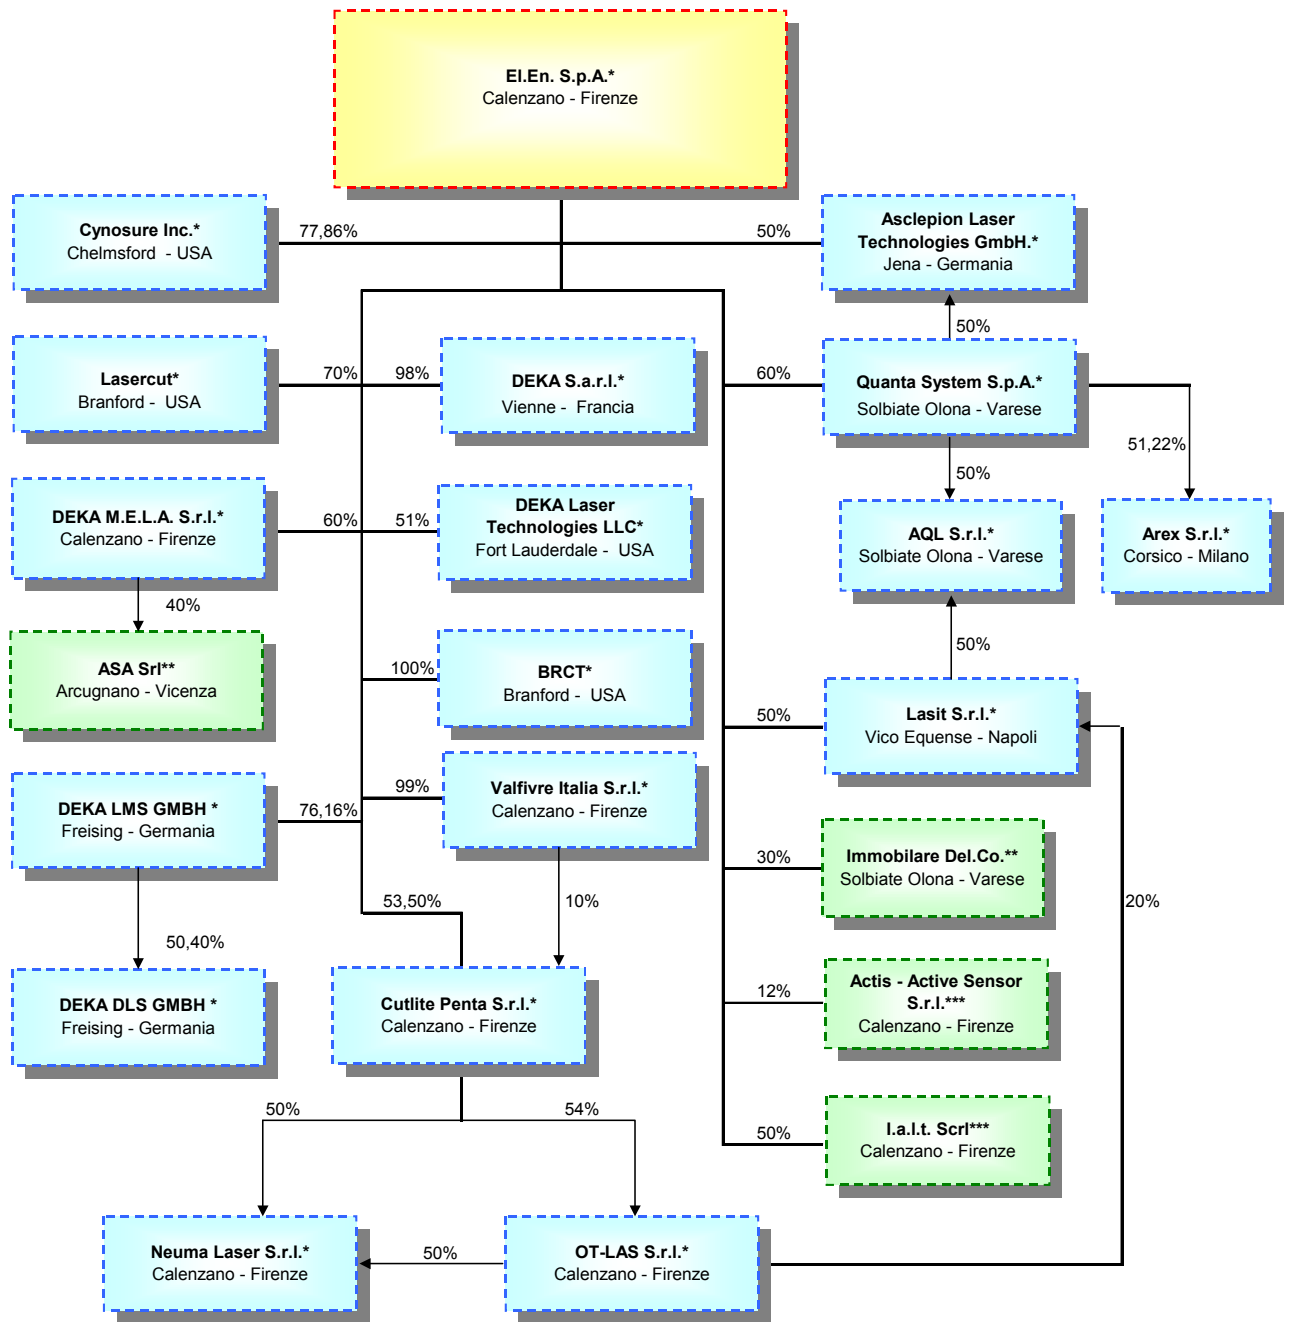 El.En. S.p.A.*
Calenzano - Firenze
Cynosure Inc.*
Chelmsford - USA
77,86%
50%
Asclepion Laser
Technologies GmbH.*
Jena - Germania
50%
Lasercut*
Branford - USA
70%
98%
DEKA S.a.r.l.*
Vienne - Francia
60%
Quanta System S.p.A.*
Solbiate Olona - Varese
51,22%
50%
DEKA M.E.L.A. S.r.l.*
Calenzano - Firenze
60%
51%
DEKA Laser
Technologies LLC*
Fort Lauderdale - USA
AQL S.r.l.*
Solbiate Olona - Varese
Arex S.r.l.*
Corsico - Milano
40%
50%
ASA Srl**
Arcugnano - Vicenza
100%
BRCT*
Branford - USA
50%
Lasit S.r.l.*
Vico Equense - Napoli
DEKA LMS GMBH *
Freising - Germania
76,16%
99%
Valfivre Italia S.r.l.*
Calenzano - Firenze
30%
Immobilare Del.Co.**
Solbiate Olona - Varese
53,50%
10%
20%
50,40%
DEKA DLS GMBH *
Freising - Germania
Cutlite Penta S.r.l.*
Calenzano - Firenze
12%
Actis - Active Sensor
S.r.l.***
Calenzano - Firenze
50%
54%
50%
I.a.l.t. Scrl***
Calenzano - Firenze
Neuma Laser S.r.l.*
Calenzano - Firenze
50%
OT-LAS S.r.l.*
Calenzano - Firenze